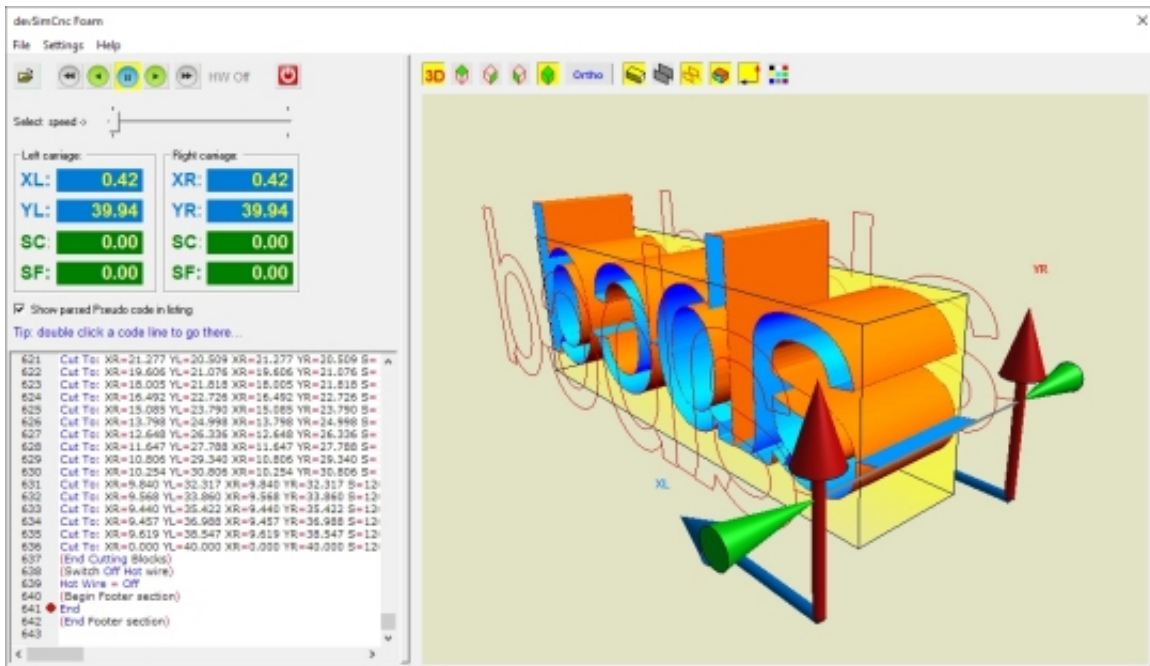 devSimCnc Foam
File Settings Help
HW Off
3D
Ortho
Select speed ->
Left carriage:
Right carriage:
XL: 0.42
XR: 0.42
YL: 39.94
YR: 39.94
SC: 0.00
SC: 0.00
SF: 0.00
SF: 0.00
Show parsed Pseudo code in listing
Tip: double click a code line to go there...
621 Cut To: XR=21.277 YL=20.509 XR=21.277 YR=20.509 S=
622 Cut To: XR=19.606 YL=21.076 XR=19.606 YR=21.076 S=
623 Cut To: XR=18.005 YL=21.818 XR=18.005 YR=21.818 S=
624 Cut To: XR=16.492 YL=22.726 XR=16.492 YR=22.726 S=
625 Cut To: XR=15.085 YL=23.790 XR=15.085 YR=23.790 S=
626 Cut To: XR=13.798 YL=24.998 XR=13.798 YR=24.998 S=
627 Cut To: XR=12.648 YL=26.336 XR=12.648 YR=26.336 S=
628 Cut To: XR=11.647 YL=27.788 XR=11.647 YR=27.788 S=
629 Cut To: XR=10.806 YL=29.340 XR=10.806 YR=29.340 S=
630 Cut To: XR=10.254 YL=30.806 XR=10.254 YR=30.806 S=
631 Cut To: XR=9.840 YL=32.317 XR=9.840 YR=32.317 S=120
632 Cut To: XR=9.568 YL=33.860 XR=9.568 YR=33.860 S=120
633 Cut To: XR=9.440 YL=35.422 XR=9.440 YR=35.422 S=120
634 Cut To: XR=9.457 YL=36.988 XR=9.457 YR=36.988 S=120
635 Cut To: XR=9.619 YL=38.547 XR=9.619 YR=38.547 S=120
636 Cut To: XR=0.000 YL=40.000 XR=0.000 YR=40.000 S=120
637 (End Cutting Blocks)
638 (Switch Off Hot wire)
639 Hot Wire = Off
640 (Begin Footer section)
641 End
642 (End Footer section)
643
YR
XL